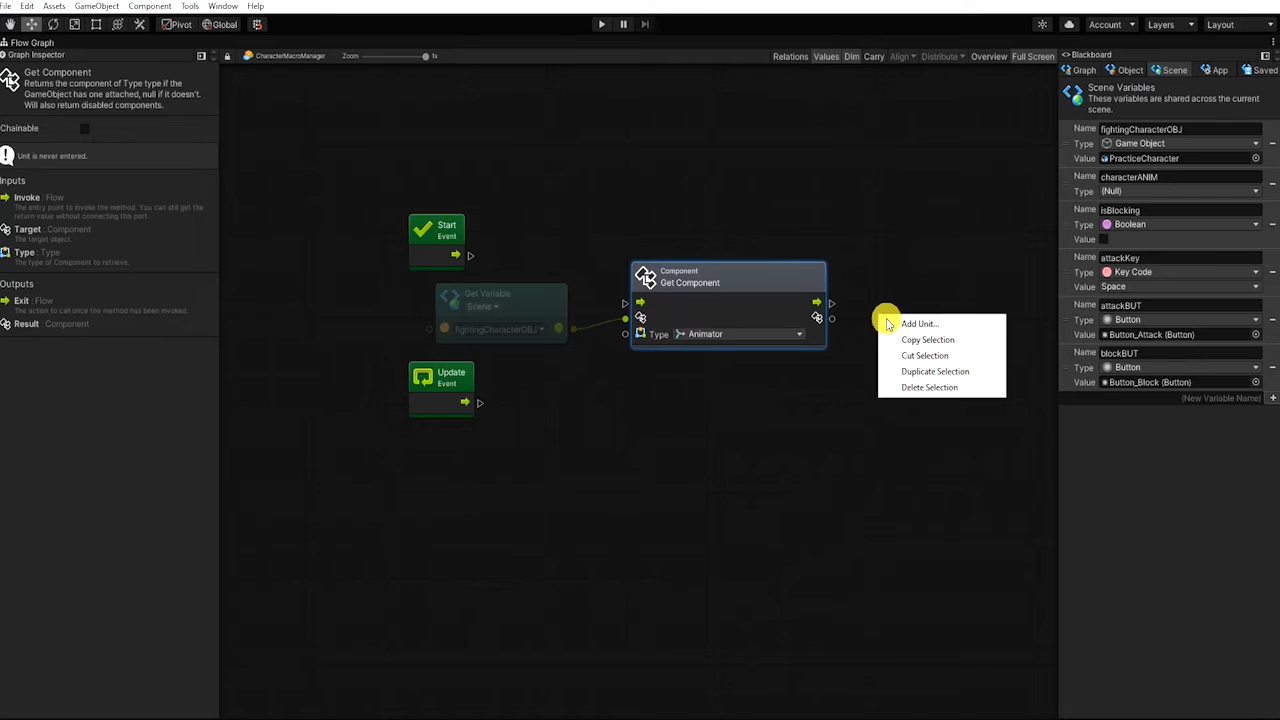 File Edit Assets GameObject Component Tools Window Help
Pivot Global Account Layers Layout
Flow Graph
Graph Inspector
Get Component
Returns the component of Type type if the
GameObject has one attached, null if it doesn't.
Will also return disabled components.
Chainable
Unit is never entered.
Inputs
Invoke : Flow
The entry point to invoke the method. You can still get the
return value without connecting this port.
Target : Component
The target object.
Type : Type
The type of Component to retrieve.
Outputs
Exit : Flow
The action to call once the method has been invoked.
Result : Component
CharacterMacroManager Zoom 1x Relations Values Dim Carry Align Distribute Overview Full Screen
Start
Event
Get Variable
Scene
fightingCharacterOBJ
Update
Event
Component
Get Component
Type Animator
Add Unit...
Copy Selection
Cut Selection
Duplicate Selection
Delete Selection
Blackboard
Graph Object Scene App Saved
Scene Variables
These variables are shared across the current
scene.
Name fightingCharacterOBJ
Type Game Object
Value PracticeCharacter
Name characterANIM
Type (Null)
Name isBlocking
Type Boolean
Value
Name attackKey
Type Key Code
Value Space
Name attackBUT
Type Button
Value Button_Attack (Button)
Name blockBUT
Type Button
Value Button_Block (Button)
(New Variable Name)